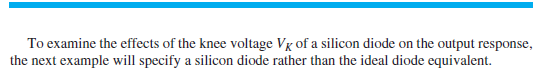 To examine the effects of the knee voltage VK of a silicon diode on the output response,
the next example will specify a silicon diode rather than the ideal diode equivalent.